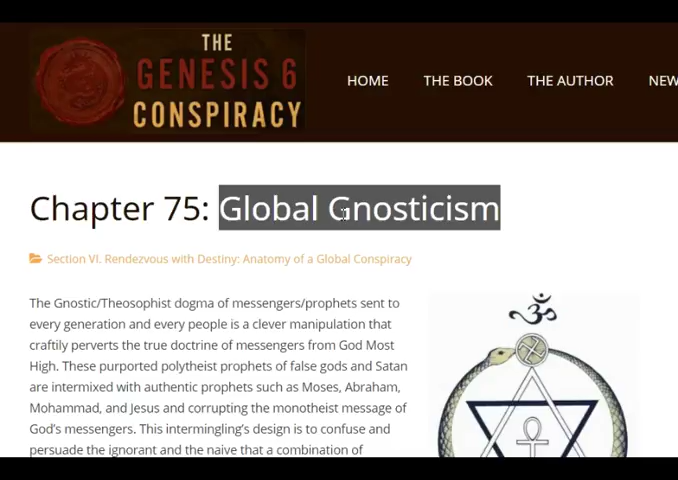 THE
GENESIS 6
CONSPIRACY
HOME THE BOOK THE AUTHOR NEW
Chapter 75: Global Gnosticism
Section VI. Rendezvous with Destiny: Anatomy of a Global Conspiracy
The Gnostic/Theosophist dogma of messengers/prophets sent to
every generation and every people is a clever manipulation that
craftily perverts the true doctrine of messengers from God Most
High. These purported polytheist prophets of false gods and Satan
are intermixed with authentic prophets such as Moses, Abraham,
Mohammad, and Jesus and corrupting the monotheist message of
God’s messengers. This intermingling’s design is to confuse and
persuade the ignorant and the naive that a combination of
ॐ